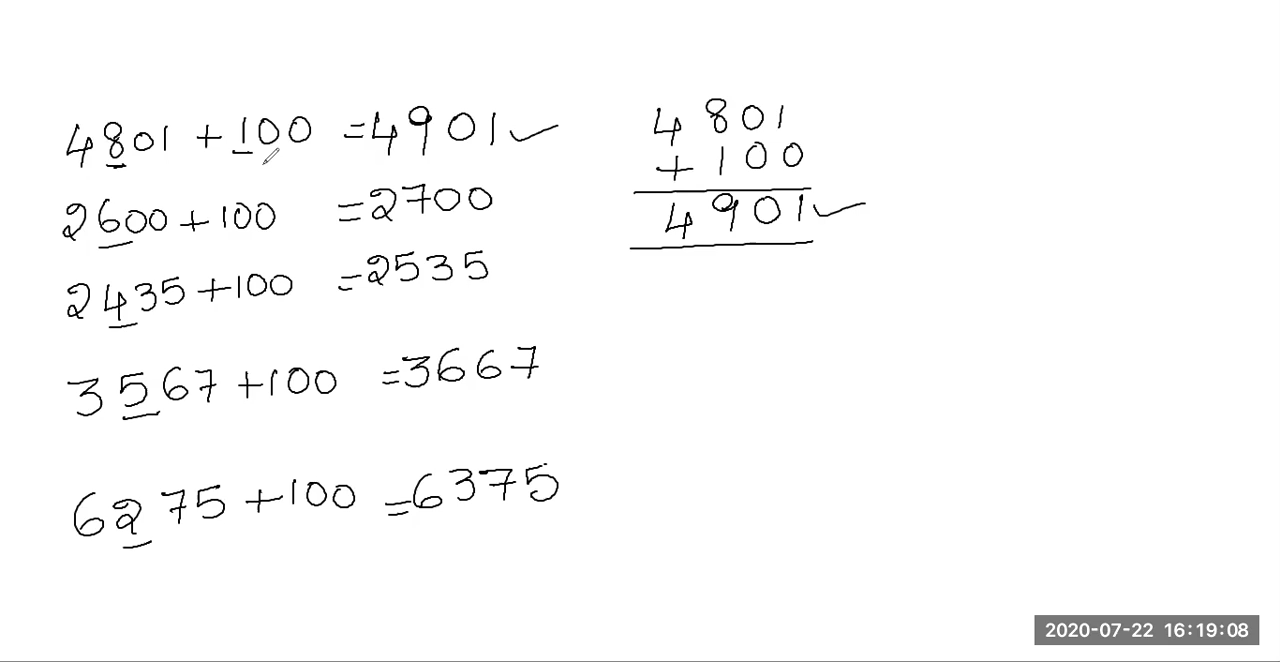 4801 + 100 = 4901 ✓
2600 + 100 = 2700
2435 + 100 = 2535
3567 + 100 = 3667
6275 + 100 = 6375
4801
+ 100
4901 ✓
2020-07-22 16:19:08